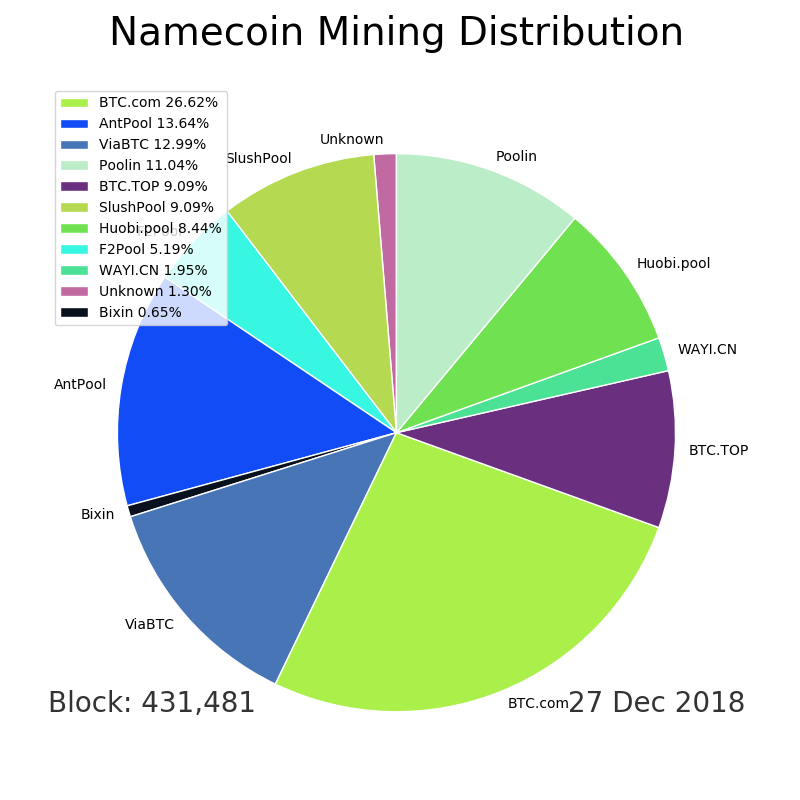 Namecoin Mining Distribution
BTC.com 26.62%
AntPool 13.64%
ViaBTC 12.99%
Poolin 11.04%
BTC.TOP 9.09%
SlushPool 9.09%
Huobi.pool 8.44%
F2Pool 5.19%
WAYI.CN 1.95%
Unknown 1.30%
Bixin 0.65%
Unknown
Poolin
SlushPool
Huobi.pool
WAYI.CN
AntPool
BTC.TOP
Bixin
ViaBTC
BTC.com
Block: 431,481
27 Dec 2018